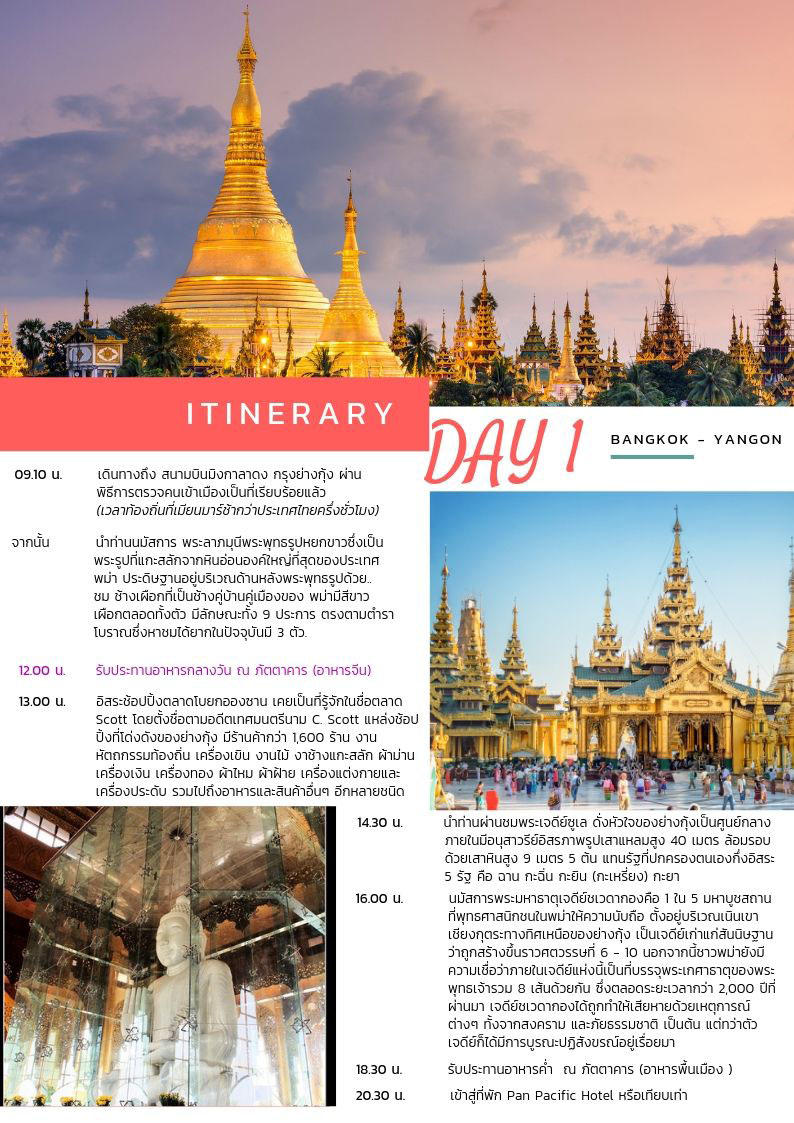 ITINERARY
DAY 1
BANGKOK – YANGON
09.10 น. เดินทางถึง สนามบินมิงกาลาดง กรุงย่างกุ้ง ผ่าน
พิธีการตรวจคนเข้าเมืองเป็นที่เรียบร้อยแล้ว
(เวลาท้องถิ่นที่เมียนมาร์ช้ากว่าประเทศไทยครึ่งชั่วโมง)
จากนั้น นำท่านนมัสการ พระลาภมุนีพระพุทธรูปหยกขาวซึ่งเป็น
พระรูปที่แกะสลักจากหินอ่อนองค์ใหญ่ที่สุดของประเทศ
พม่า ประดิษฐานอยู่บริเวณด้านหลังพระพุทธรูปด้วย..
ชม ช้างเผือกที่เป็นช้างคู่บ้านคู่เมืองของ พม่ามีสีขาว
เผือกตลอดทั้งตัว มีลักษณะทั้ง 9 ประการ ตรงตามตำรา
โบราณซึ่งหาชมได้ยากในปัจจุบันมี 3 ตัว.
12.00 น. รับประทานอาหารกลางวัน ณ ภัตตาคาร (อาหารจีน)
13.00 น. อิสระช้อปปิ้งตลาดโบยกอองซาน เคยเป็นที่รู้จักในชื่อตลาด
Scott โดยตั้งชื่อตามอดีตเทศมนตรีนาม C. Scott แหล่งช้อป
ปิ้งที่โด่งดังของย่างกุ้ง มีร้านค้ากว่า 1,600 ร้าน งาน
หัตถกรรมท้องถิ่น เครื่องเขิน งานไม้ งาช้างแกะสลัก ผ้าม่าน
เครื่องเงิน เครื่องทอง ผ้าไหม ผ้าฝ้าย เครื่องแต่งกายและ
เครื่องประดับ รวมไปถึงอาหารและสินค้าอื่นๆ อีกหลายชนิด
14.30 น. นำท่านผ่านชมพระเจดีย์ซูเล ดั่งหัวใจของย่างกุ้งเป็นศูนย์กลาง
ภายในมีอนุสาวรีย์อิสรภาพรูปเสาแหลมสูง 40 เมตร ล้อมรอบ
ด้วยเสาหินสูง 9 เมตร 5 ต้น แทนรัฐที่ปกครองตนเองกึ่งอิสระ
5 รัฐ คือ ฉาน กะฉิ่น กะยิน (กะเหรี่ยง) กะยา
16.00 น. นมัสการพระมหาธาตุเจดีย์ชเวดากองคือ 1 ใน 5 มหาบูชสถาน
ที่พุทธศาสนิกชนในพม่าให้ความนับถือ ตั้งอยู่บริเวณเนินเขา
เชียงกุตระทางทิศเหนือของย่างกุ้ง เป็นเจดีย์เก่าแก่สันนิษฐาน
ว่าถูกสร้างขึ้นราวศตวรรษที่ 6 - 10 นอกจากนี้ชาวพม่ายังมี
ความเชื่อว่าภายในเจดีย์แห่งนี้เป็นที่บรรจุพระเกศาธาตุของพระ
พุทธเจ้ารวม 8 เส้นด้วยกัน ซึ่งตลอดระยะเวลากว่า 2,000 ปีที่
ผ่านมา เจดีย์ชเวดากองได้ถูกทำให้เสียหายด้วยเหตุการณ์
ต่างๆ ทั้งจากสงคราม และภัยธรรมชาติ เป็นต้น แต่ทว่าตัว
เจดีย์ก็ได้มีการบูรณะปฏิสังขรณ์อยู่เรื่อยมา
18.30 น. รับประทานอาหารค่ำ ณ ภัตตาคาร (อาหารพื้นเมือง )
20.30 น. เข้าสู่ที่พัก Pan Pacific Hotel หรือเทียบเท่า